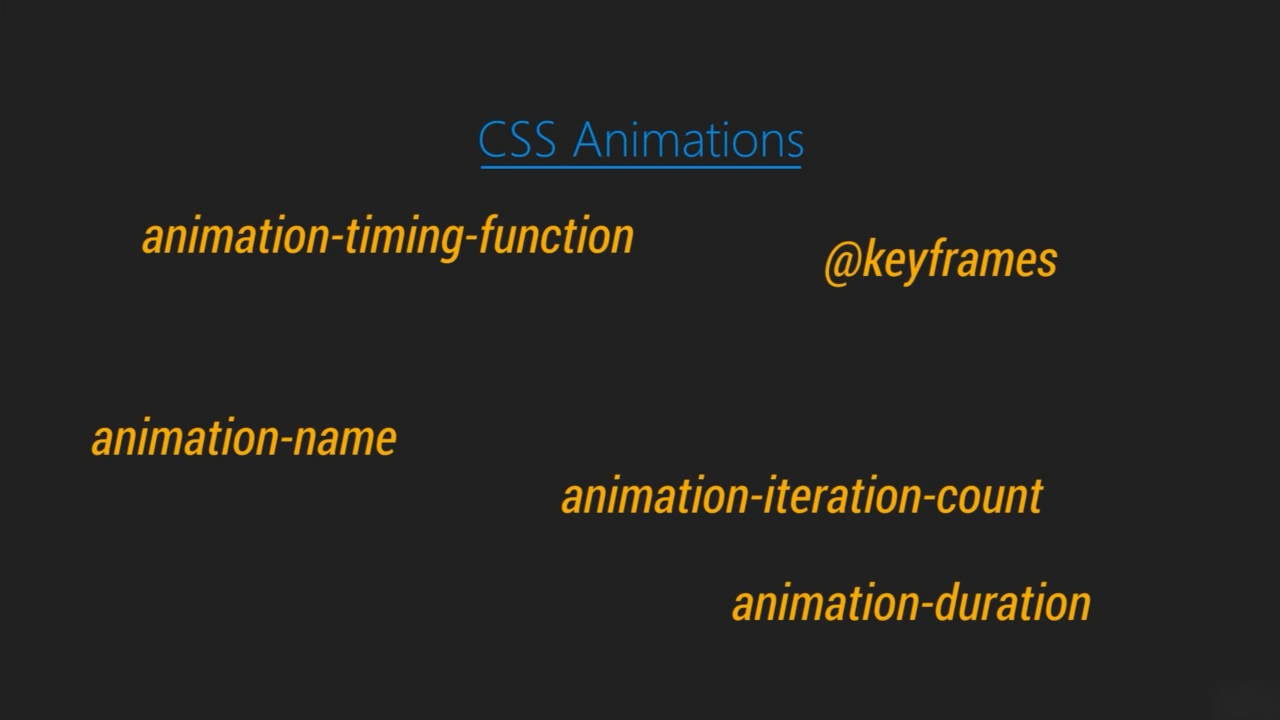 CSS Animations
animation-timing-function
@keyframes
animation-name
animation-iteration-count
animation-duration